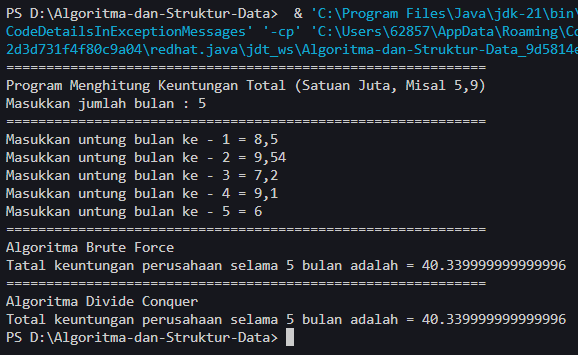 PS D:\Algoritma-dan-Struktur-Data>  & 'C:\Program Files\Java\jdk-21\bin\
CodeDetailsInExceptionMessages' '-cp' 'C:\Users\62857\AppData\Roaming\Co
2d3d731f4f80c9a04\redhat.java\jdt_ws\Algoritma-dan-Struktur-Data_9d5814e
=============================================================
Program Menghitung Keuntungan Total (Satuan Juta, Misal 5,9)
Masukkan jumlah bulan : 5
=============================================================
Masukkan untung bulan ke - 1 = 8,5
Masukkan untung bulan ke - 2 = 9,54
Masukkan untung bulan ke - 3 = 7,2
Masukkan untung bulan ke - 4 = 9,1
Masukkan untung bulan ke - 5 = 6
=============================================================
Algoritma Brute Force
Tatal keuntungan perusahaan selama 5 bulan adalah = 40.339999999999996
=============================================================
Algoritma Divide Conquer
Total keuntungan perusahaan selama 5 bulan adalah = 40.339999999999996
PS D:\Algoritma-dan-Struktur-Data>